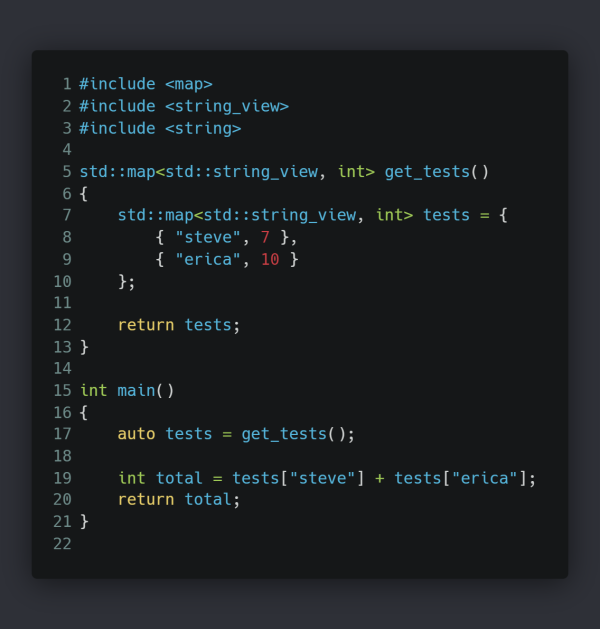 1 #include <map>
2 #include <string_view>
3 #include <string>
4
5 std::map<std::string_view, int> get_tests()
6 {
7     std::map<std::string_view, int> tests = {
8         { "steve", 7 },
9         { "erica", 10 }
10     };
11
12     return tests;
13 }
14
15 int main()
16 {
17     auto tests = get_tests();
18
19     int total = tests["steve"] + tests["erica"];
20     return total;
21 }
22